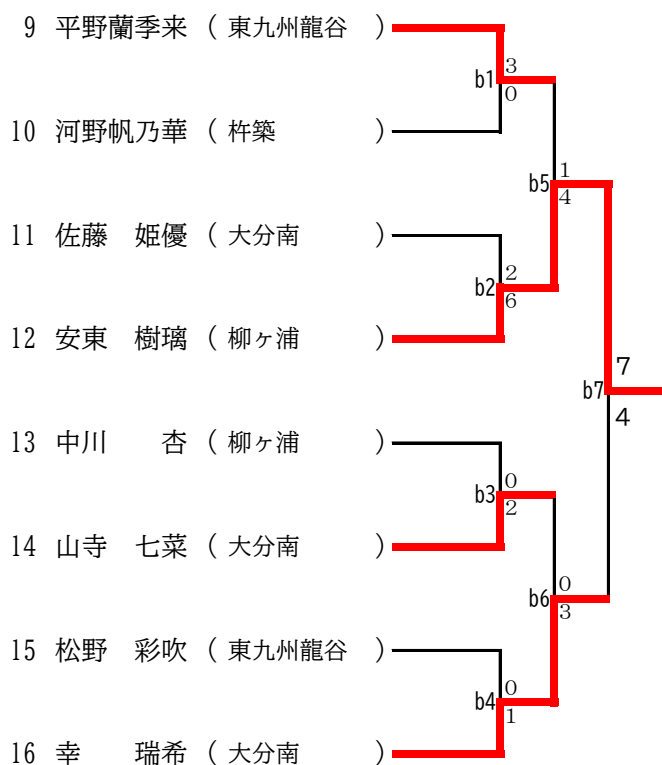 9 平野蘭季来 ( 東九州龍谷 )
b1 3
0
10 河野帆乃華 ( 杵築 )
b5 1
4
11 佐藤 姫優 ( 大分南 )
b2 2
6
12 安東 樹璃 ( 柳ヶ浦 )
b7 7
4
13 中川 杏 ( 柳ヶ浦 )
b3 0
2
14 山寺 七菜 ( 大分南 )
b6 0
3
15 松野 彩吹 ( 東九州龍谷 )
b4 0
1
16 幸 瑞希 ( 大分南 )